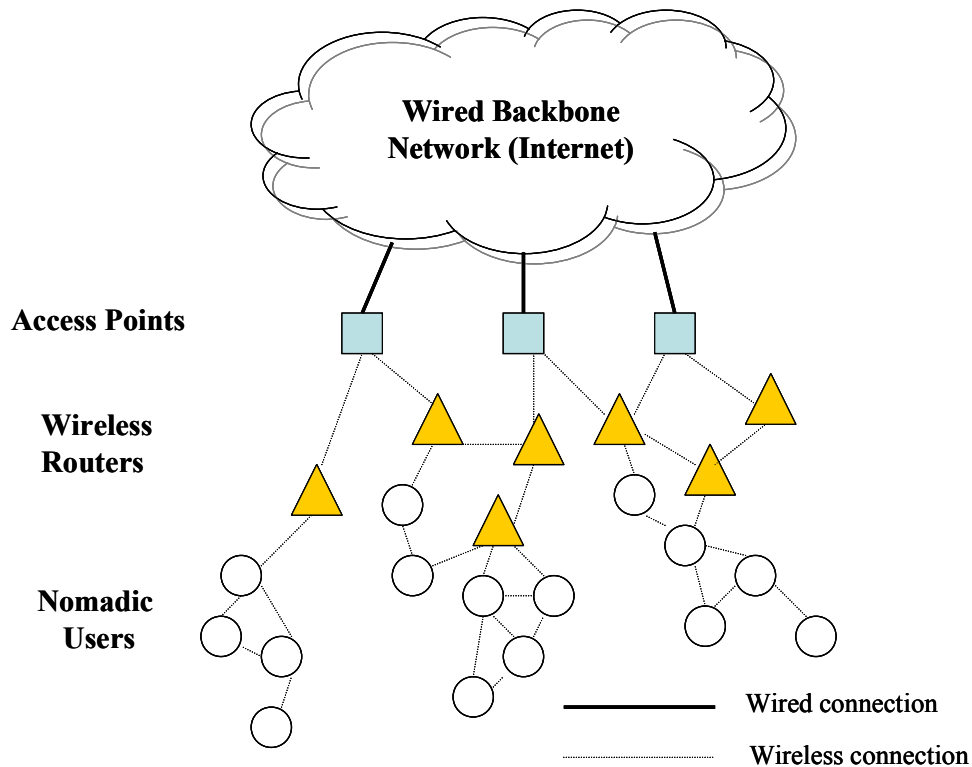 Wired Backbone
Network (Internet)
Access Points
Wireless
Routers
Nomadic
Users
Wired connection
Wireless connection